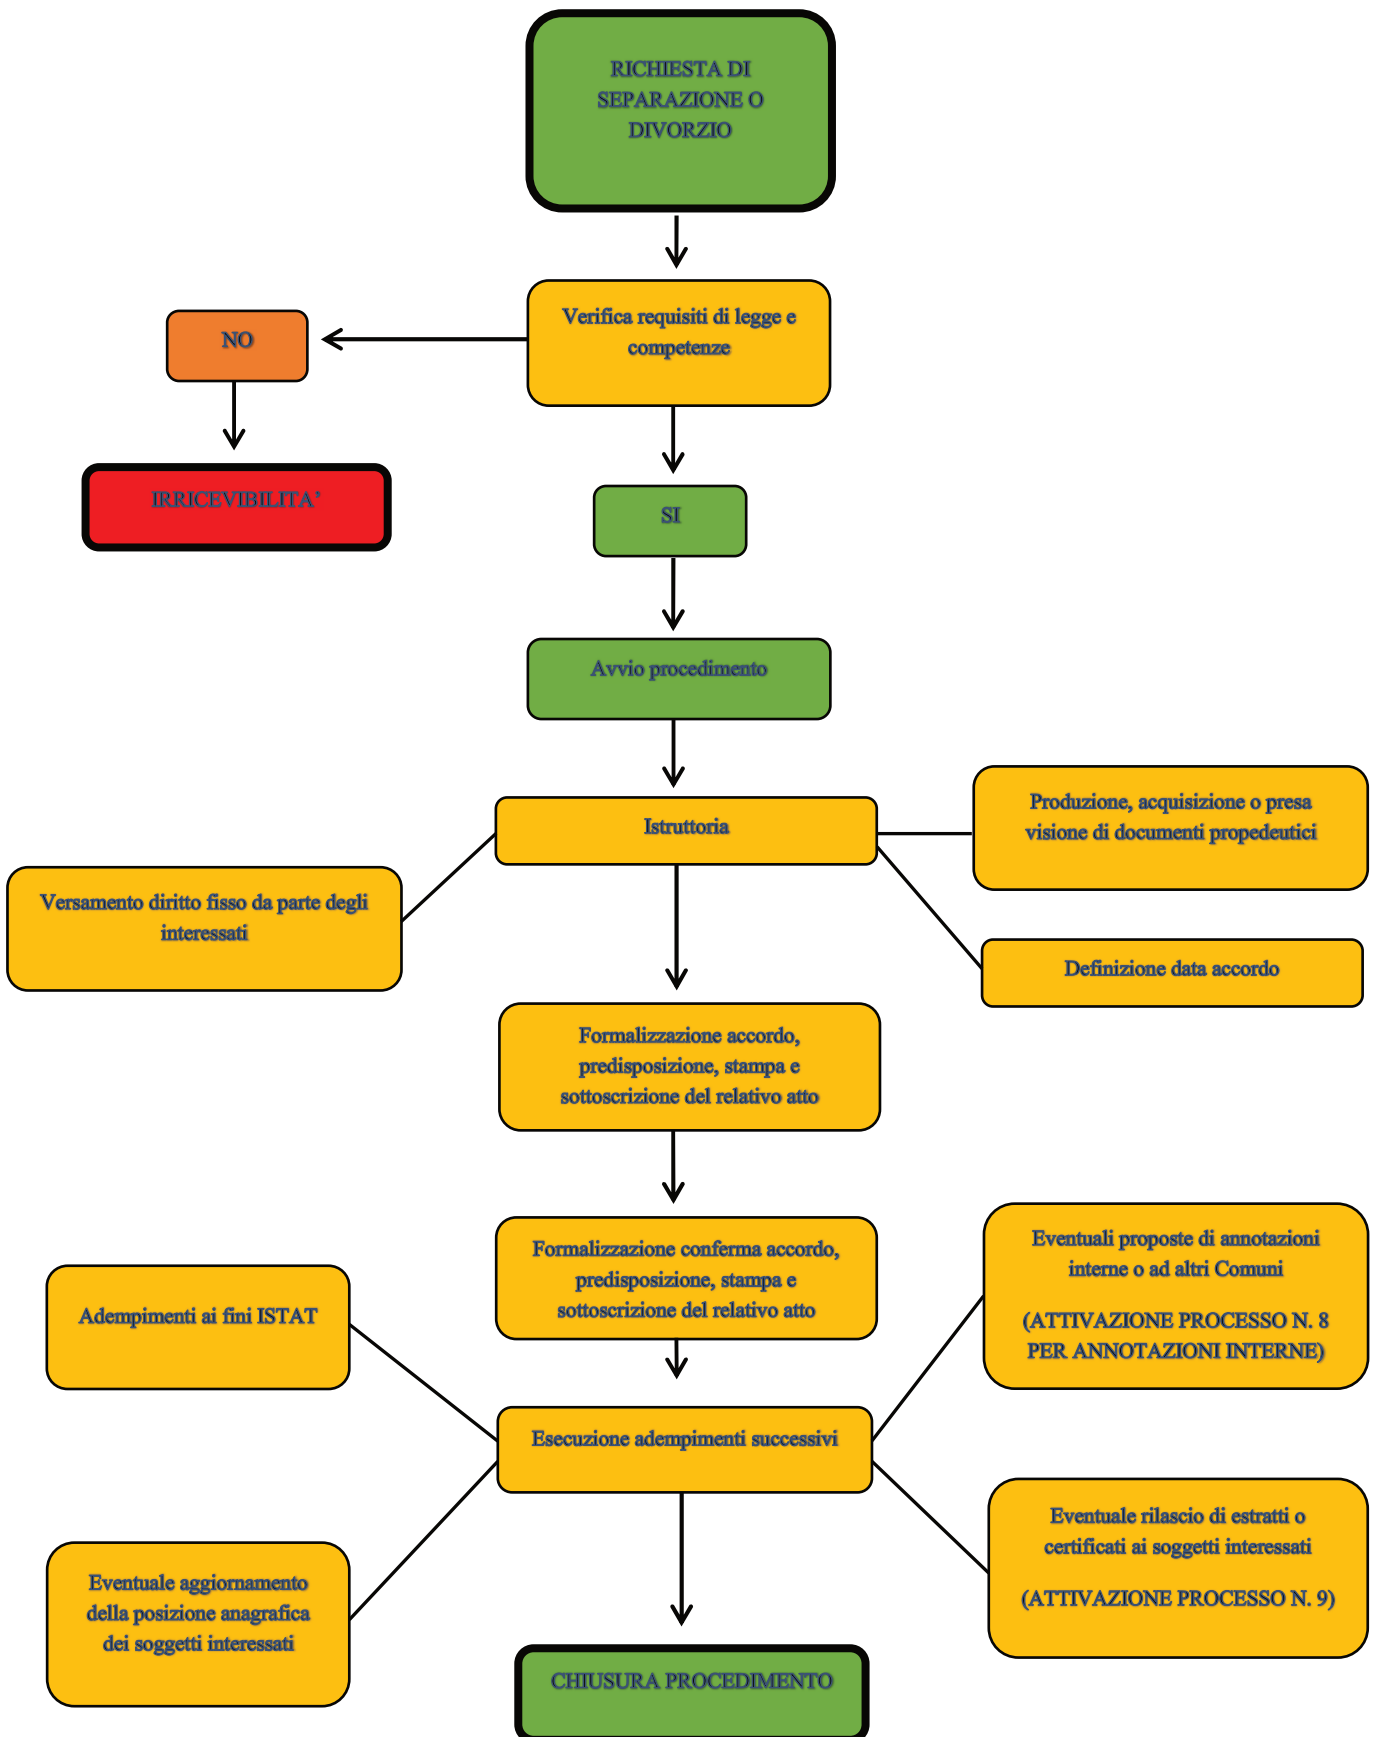 RICHIESTA DI
SEPARAZIONE O
DIVORZIO
Verifica requisiti di legge e
competenze
NO
IRRICEVIBILITA’
SI
Avvio procedimento
Istruttoria
Produzione, acquisizione o presa
visione di documenti propedeutici
Versamento diritto fisso da parte degli
interessati
Definizione data accordo
Formalizzazione accordo,
predisposizione, stampa e
sottoscrizione del relativo atto
Formalizzazione conferma accordo,
predisposizione, stampa e
sottoscrizione del relativo atto
Eventuali proposte di annotazioni
interne o ad altri Comuni
(ATTIVAZIONE PROCESSO N. 8
PER ANNOTAZIONI INTERNE)
Adempimenti ai fini ISTAT
Esecuzione adempimenti successivi
Eventuale rilascio di estratti o
certificati ai soggetti interessati
(ATTIVAZIONE PROCESSO N. 9)
Eventuale aggiornamento
della posizione anagrafica
dei soggetti interessati
CHIUSURA PROCEDIMENTO